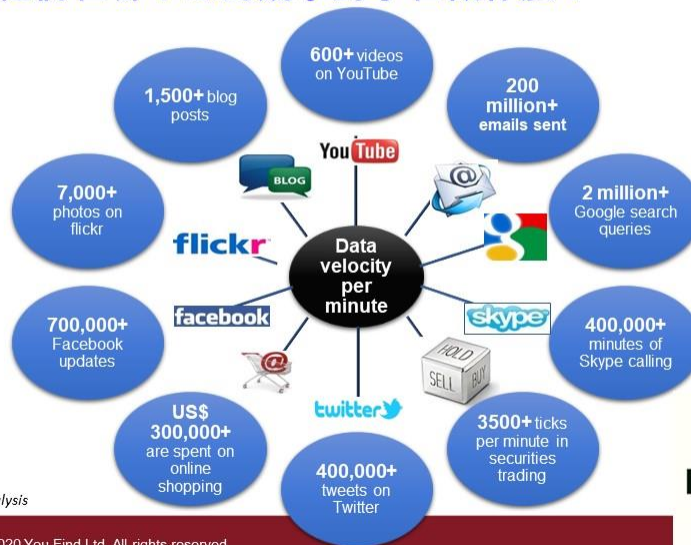 600+ videos
on YouTube
1,500+ blog
posts
200
million+
emails sent
YouTube
BLOG
@
7,000+
photos on
flickr
2 million+
Google search
queries
flickr
g
Data
velocity
per
minute
facebook
skype
700,000+
Facebook
updates
400,000+
minutes of
Skype calling
@
HOLD
SELL
BUY
twitter
US$
300,000+
are spent on
online
shopping
3500+ ticks
per minute in
securities
trading
400,000+
tweets on
Twitter
lysis
020 You Find Ltd. All rights reserved